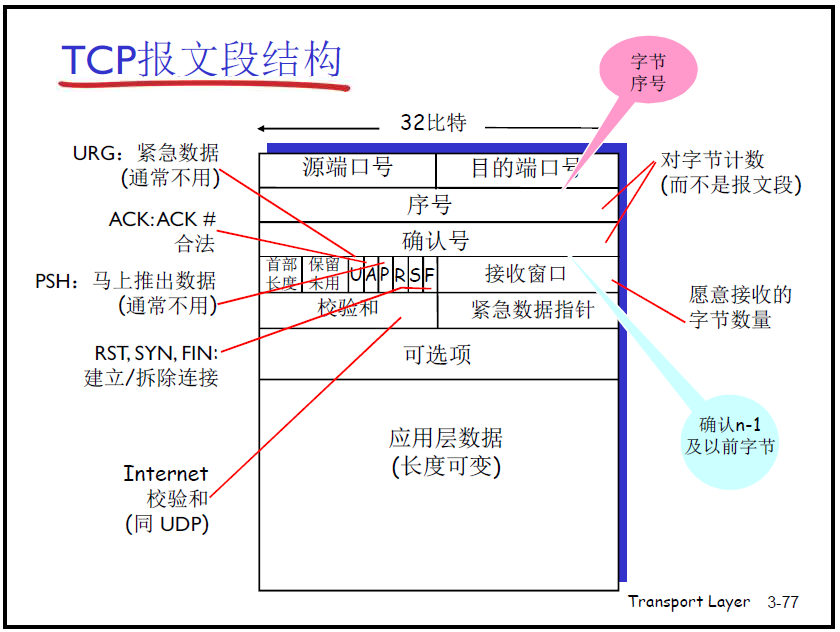 TCP报文段结构
字节
序号
32比特
URG：紧急数据
(通常不用)
源端口号
目的端口号
对字节计数
(而不是报文段)
序号
ACK:ACK #
合法
确认号
PSH：马上推出数据
(通常不用)
首部
长度
保留
未用
U A P R S F
接收窗口
愿意接收的
字节数量
校验和
紧急数据指针
RST, SYN, FIN:
建立/拆除连接
可选项
确认n-1
及以前字节
应用层数据
(长度可变)
Internet
校验和
(同 UDP)
Transport Layer 3-77